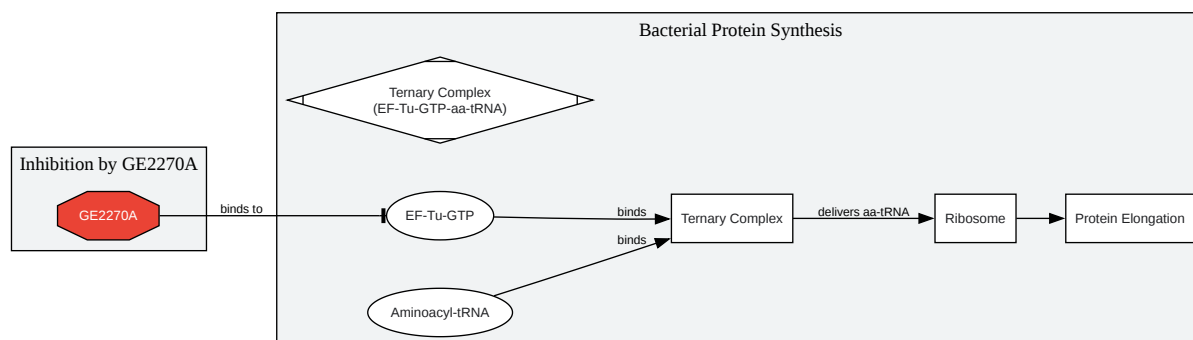 Bacterial Protein Synthesis
Ternary Complex
(EF-Tu-GTP-aa-tRNA)
Inhibition by GE2270A
GE2270A
binds to
EF-Tu-GTP
binds
Ternary Complex
delivers aa-tRNA
Ribosome
Protein Elongation
binds
Aminoacyl-tRNA